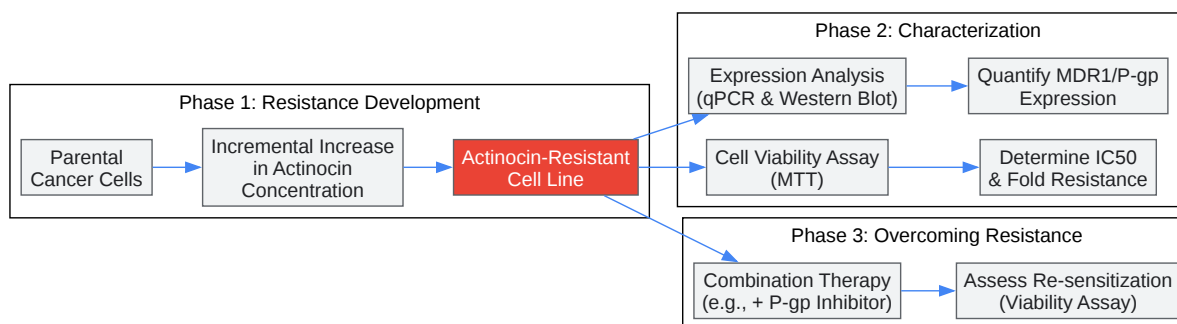 Phase 1: Resistance Development
Parental
Cancer Cells
Incremental Increase
in Actinocin
Concentration
Actinocin-Resistant
Cell Line
Phase 2: Characterization
Expression Analysis
(qPCR & Western Blot)
Quantify MDR1/P-gp
Expression
Cell Viability Assay
(MTT)
Determine IC50
& Fold Resistance
Phase 3: Overcoming Resistance
Combination Therapy
(e.g., + P-gp Inhibitor)
Assess Re-sensitization
(Viability Assay)